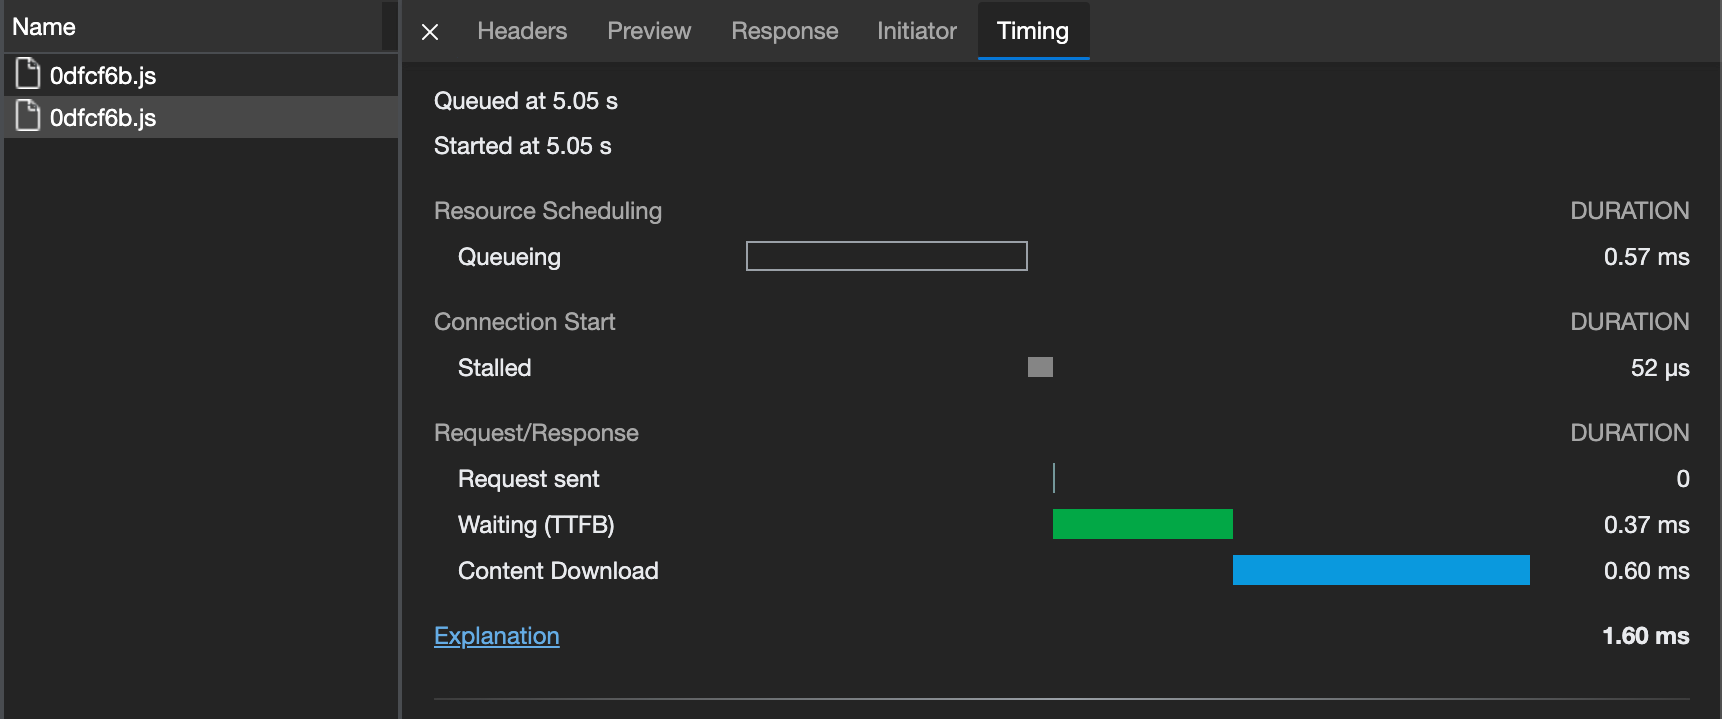 Name
0dfcf6b.js
0dfcf6b.js
Headers Preview Response Initiator Timing
Queued at 5.05 s
Started at 5.05 s
Resource Scheduling DURATION
Queueing 0.57 ms
Connection Start DURATION
Stalled 52 µs
Request/Response DURATION
Request sent 0
Waiting (TTFB) 0.37 ms
Content Download 0.60 ms
Explanation 1.60 ms